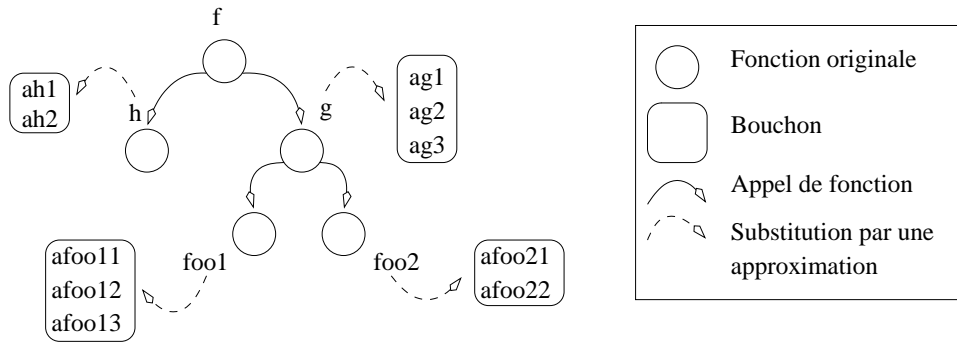 f
ah1
ah2
h
g
ag1
ag2
ag3
foo1
foo2
afoo11
afoo12
afoo13
afoo21
afoo22
Fonction originale
Bouchon
Appel de fonction
Substitution par une
approximation